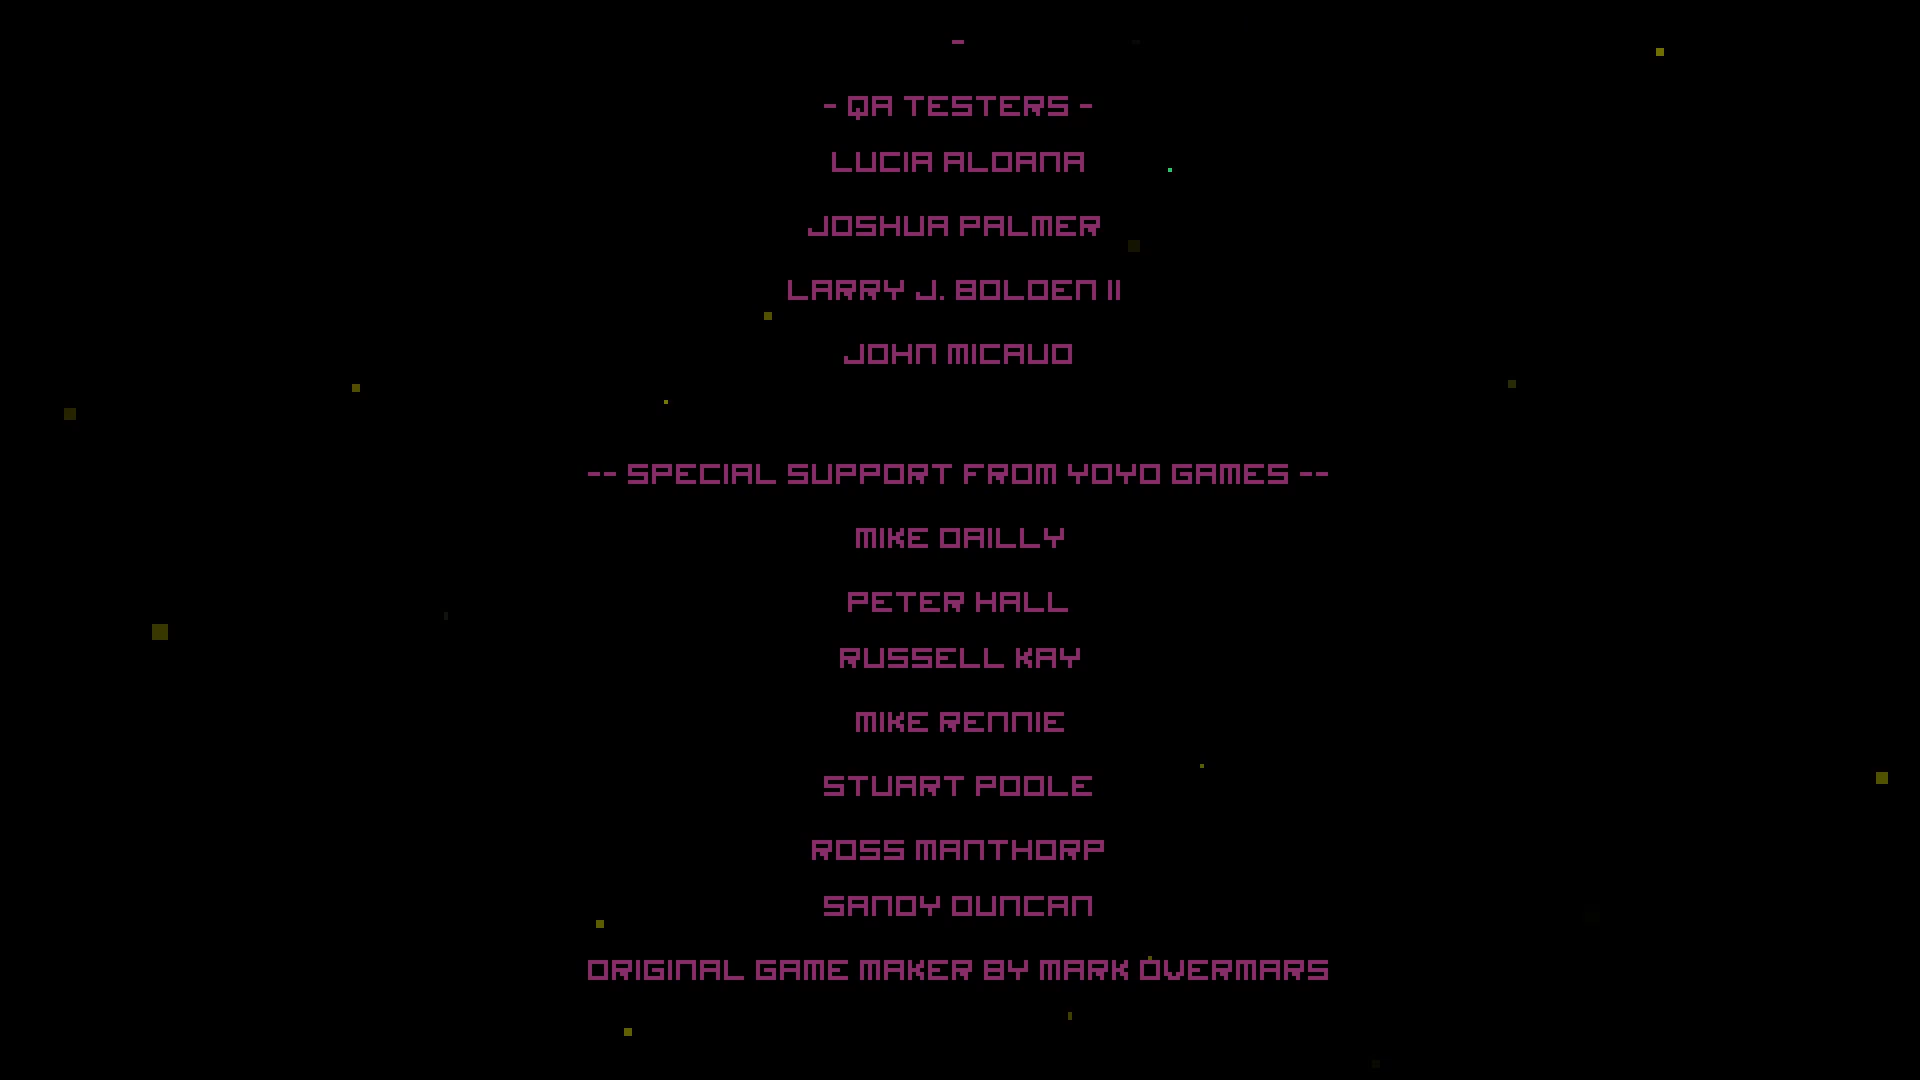 -
- QA TESTERS -
LUCIA ALDANA
JOSHUA PALMER
LARRY J. BOLDEN II
JOHN MICAUD
-- SPECIAL SUPPORT FROM YOYO GAMES --
MIKE DAILLY
PETER HALL
RUSSELL KAY
MIKE RENNIE
STUART POOLE
ROSS MANTHORP
SANDY DUNCAN
ORIGINAL GAME MAKER BY MARK OVERMARS